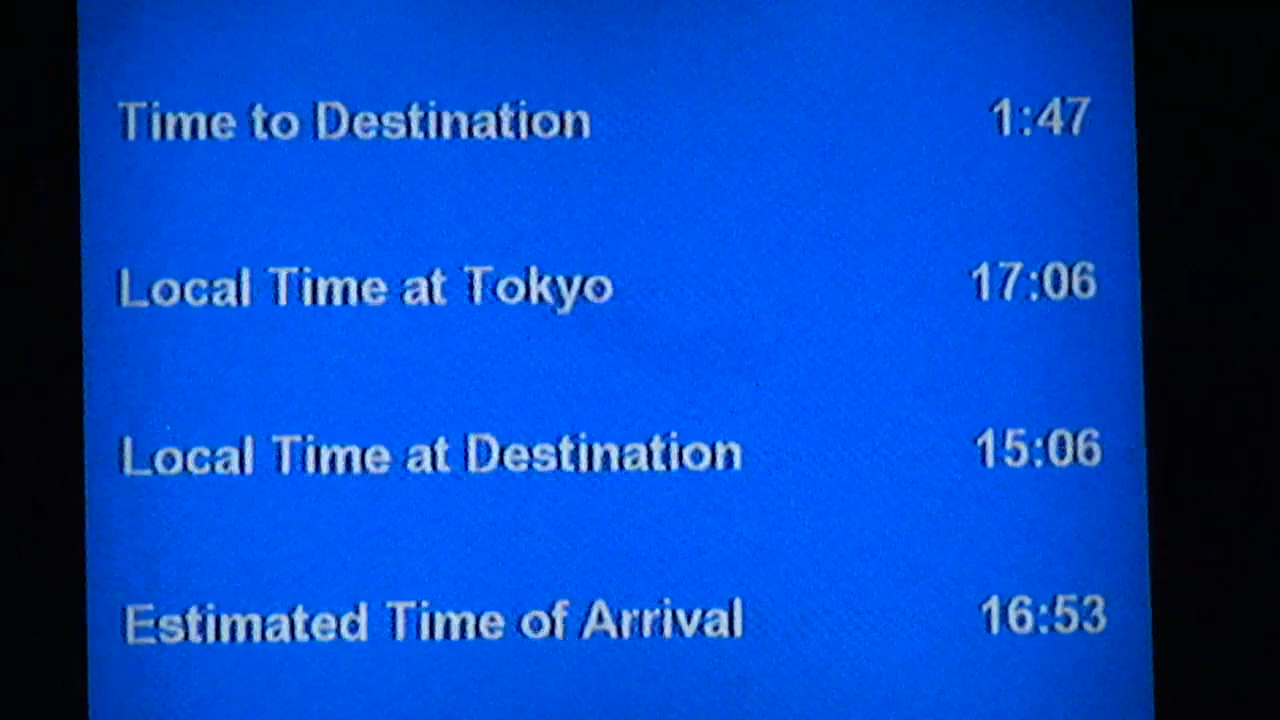 Time to Destination 1:47
Local Time at Tokyo 17:06
Local Time at Destination 15:06
Estimated Time of Arrival 16:53